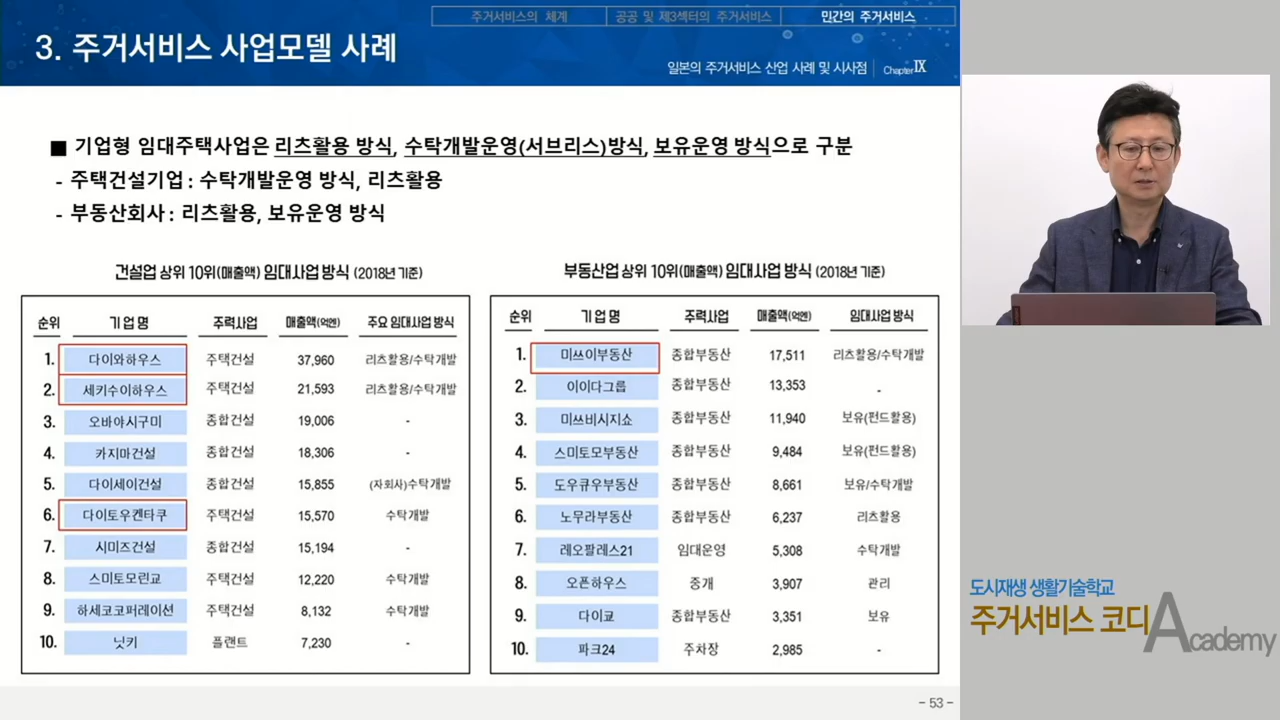 주거서비스의 체계
공공 및 제3섹터의 주거서비스
민간의 주거서비스
3. 주거서비스 사업모델 사례
일본의 주거서비스 산업 사례 및 시사점 Chapter IX
■ 기업형 임대주택사업은 리츠활용 방식, 수탁개발운영(서브리스)방식, 보유운영 방식으로 구분
- 주택건설기업 : 수탁개발운영 방식, 리츠활용
- 부동산회사 : 리츠활용, 보유운영 방식
건설업 상위 10위(매출액) 임대사업 방식 (2018년 기준)
순위 기업명 주력사업 매출액(억엔) 주요 임대사업 방식
1. 다이와하우스 주택건설 37,960 리츠활용/수탁개발
2. 세키수이하우스 주택건설 21,593 리츠활용/수탁개발
3. 오바야시구미 종합건설 19,006 -
4. 카지마건설 종합건설 18,306 -
5. 다이세이건설 종합건설 15,855 (자회사)수탁개발
6. 다이토우켄타쿠 주택건설 15,570 수탁개발
7. 시미즈건설 종합건설 15,194 -
8. 스미토모린교 주택건설 12,220 수탁개발
9. 하세코코퍼레이션 주택건설 8,132 수탁개발
10. 닛키 플랜트 7,230 -
부동산업 상위 10위(매출액) 임대사업 방식 (2018년 기준)
순위 기업명 주력사업 매출액(억엔) 임대사업 방식
1. 미쓰이부동산 종합부동산 17,511 리츠활용/수탁개발
2. 이이다그룹 종합부동산 13,353 -
3. 미쓰비시지쇼 종합부동산 11,940 보유(펀드활용)
4. 스미토모부동산 종합부동산 9,484 보유(펀드활용)
5. 도우큐우부동산 종합부동산 8,661 보유/수탁개발
6. 노무라부동산 종합부동산 6,237 리츠활용
7. 레오팔레스21 임대운영 5,308 수탁개발
8. 오픈하우스 중개 3,907 관리
9. 다이쿄 종합부동산 3,351 보유
10. 파크24 주차장 2,985 -
- 53 -
도시재생 생활기술학교
주거서비스 코디 Academy